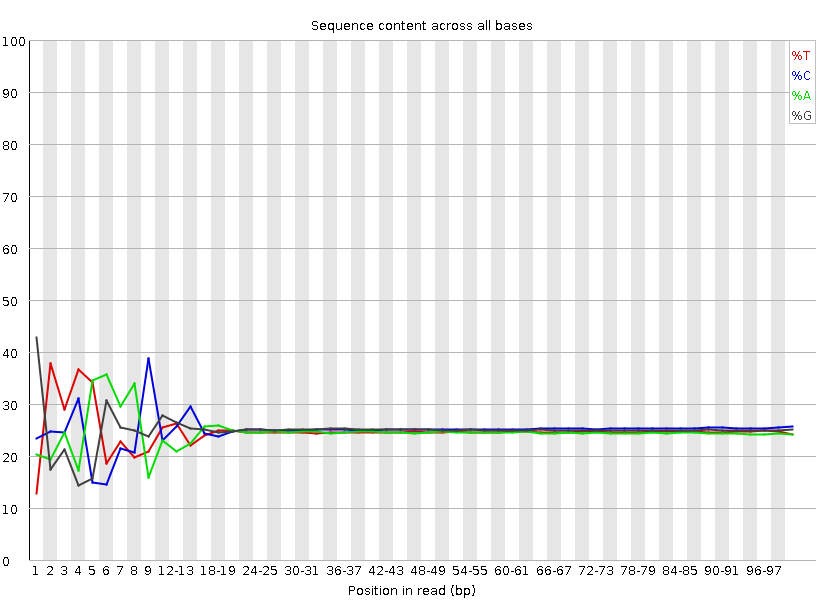 Sequence content across all bases
100
90
80
70
60
50
40
30
20
10
0
%T
%C
%A
%G
1 2 3 4 5 6 7 8 9 12-13 18-19 24-25 30-31 36-37 42-43 48-49 54-55 60-61 66-67 72-73 78-79 84-85 90-91 96-97
Position in read (bp)